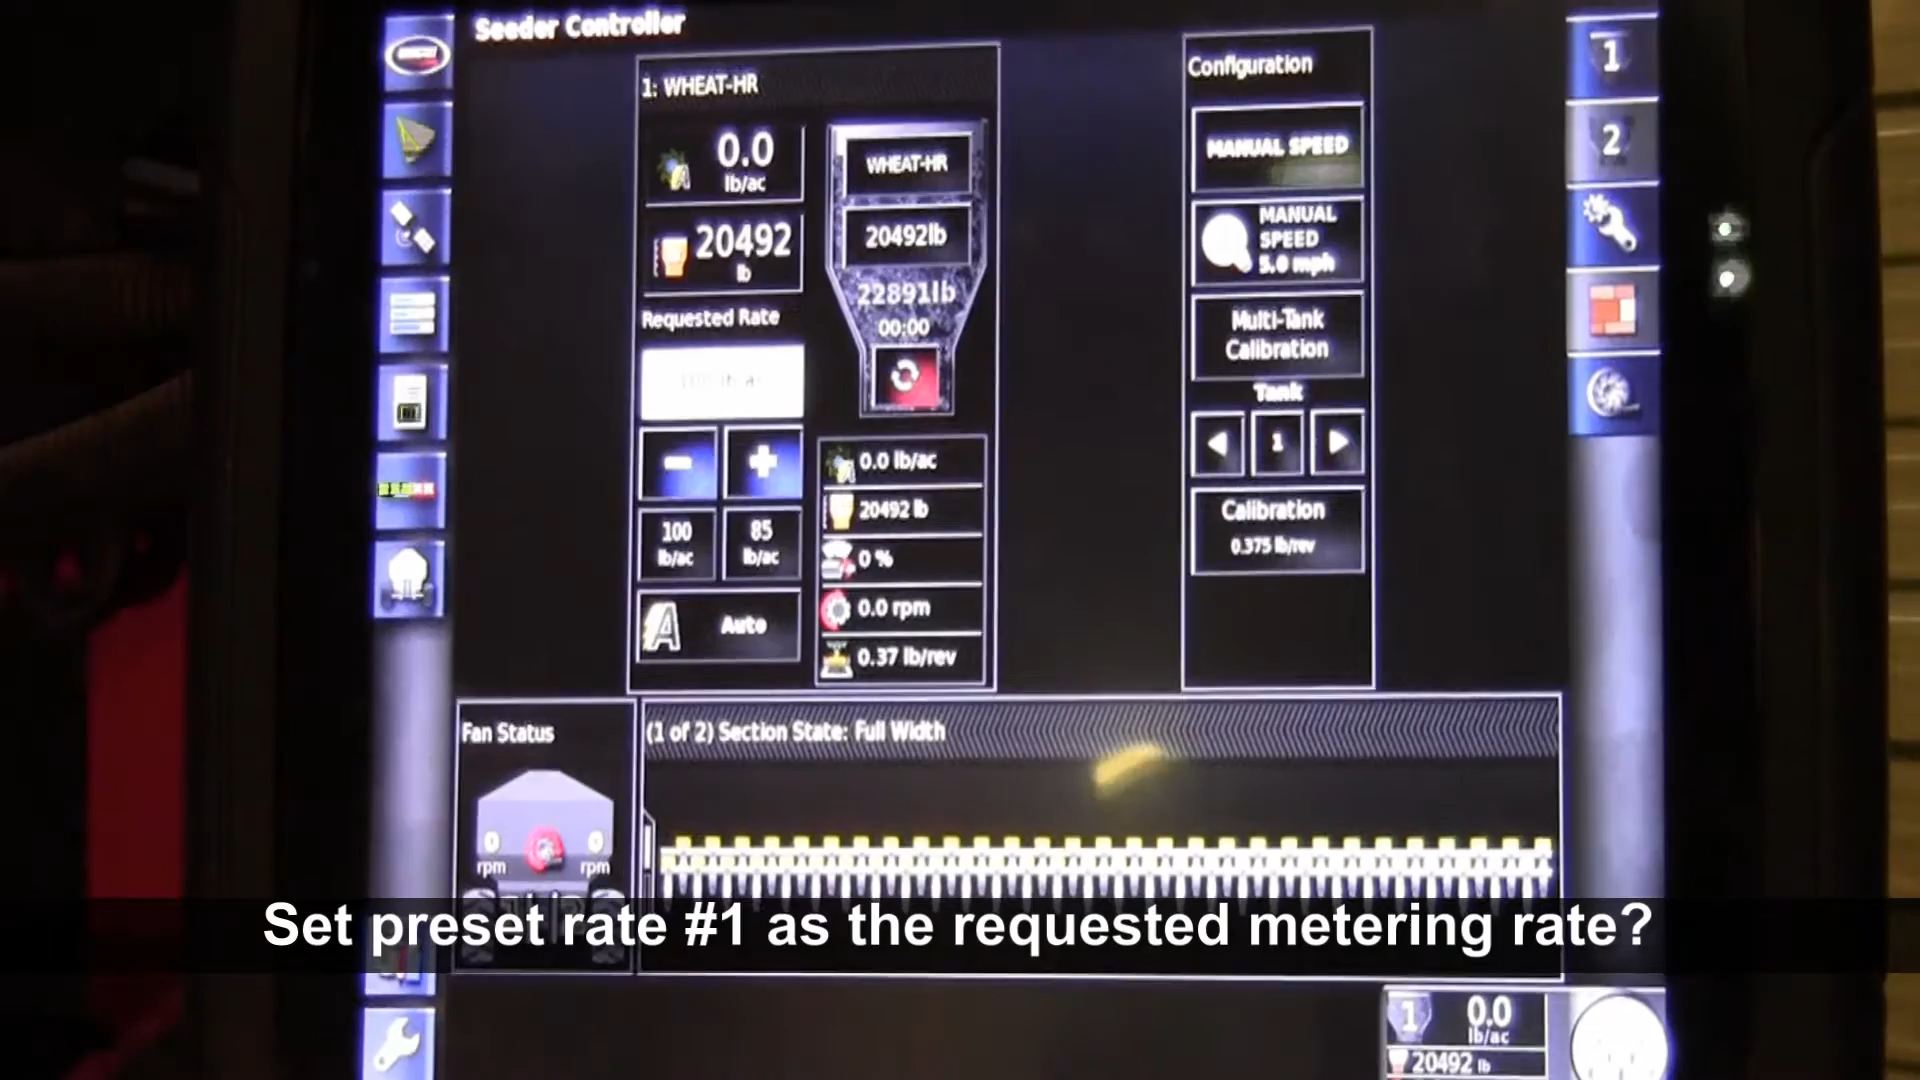 Seeder Controller
1: WHEAT-HR
0.0
lb/ac
20492
lb
Requested Rate
100
lb/ac
85
lb/ac
Auto
WHEAT-HR
20492lb
22891lb
00:00
0.0 lb/ac
20492 lb
0 %
0.0 rpm
0.37 lb/rev
Configuration
MANUAL SPEED
MANUAL
SPEED
5.0 mph
Multi-Tank
Calibration
Tank
1
Calibration
0.375 lb/rev
1
2
Fan Status
0
rpm
0
rpm
(1 of 2) Section State: Full Width
Set preset rate #1 as the requested metering rate?
1
0.0
lb/ac
20492 lb